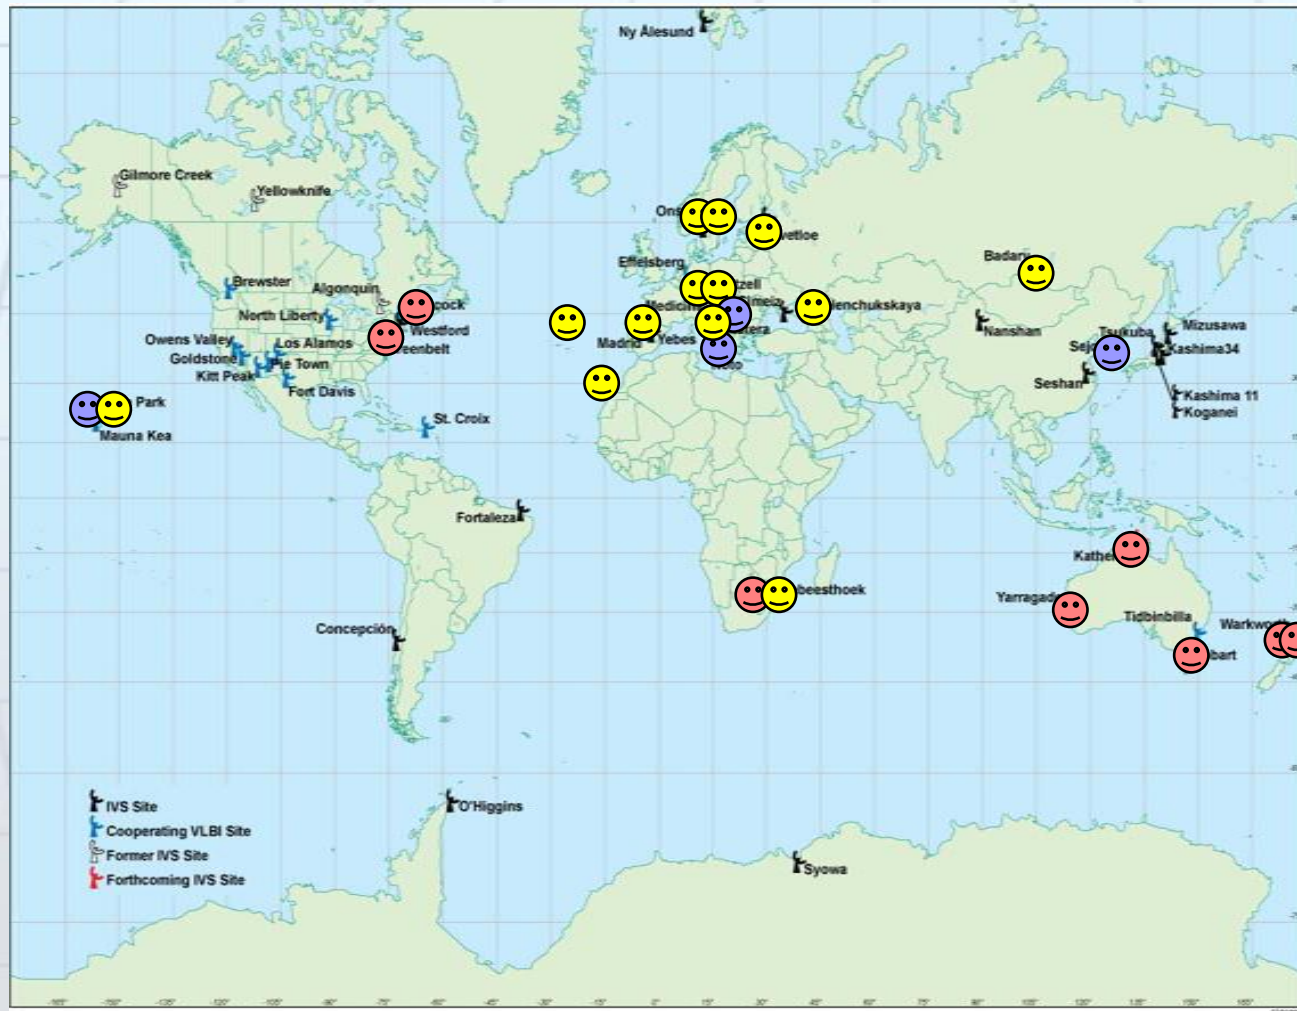 Ny Ålesund
Gilmore Creek
Yellowknife
Effelsberg
Badary
Brewster
Algonquin
North Liberty
Westford
Owens Valley
Los Alamos
Goldstone
Pie Town
Kitt Peak
Fort Davis
Madrid
Yebes
Nanshan
Tsukuba
Mizusawa
Kashima34
Seshan
Kashima 11
Koganei
Park
Mauna Kea
St. Croix
Fortaleza
Concepción
Tidbinbilla
O'Higgins
Syowa
IVS Site
Cooperating VLBI Site
Former IVS Site
Forthcoming IVS Site